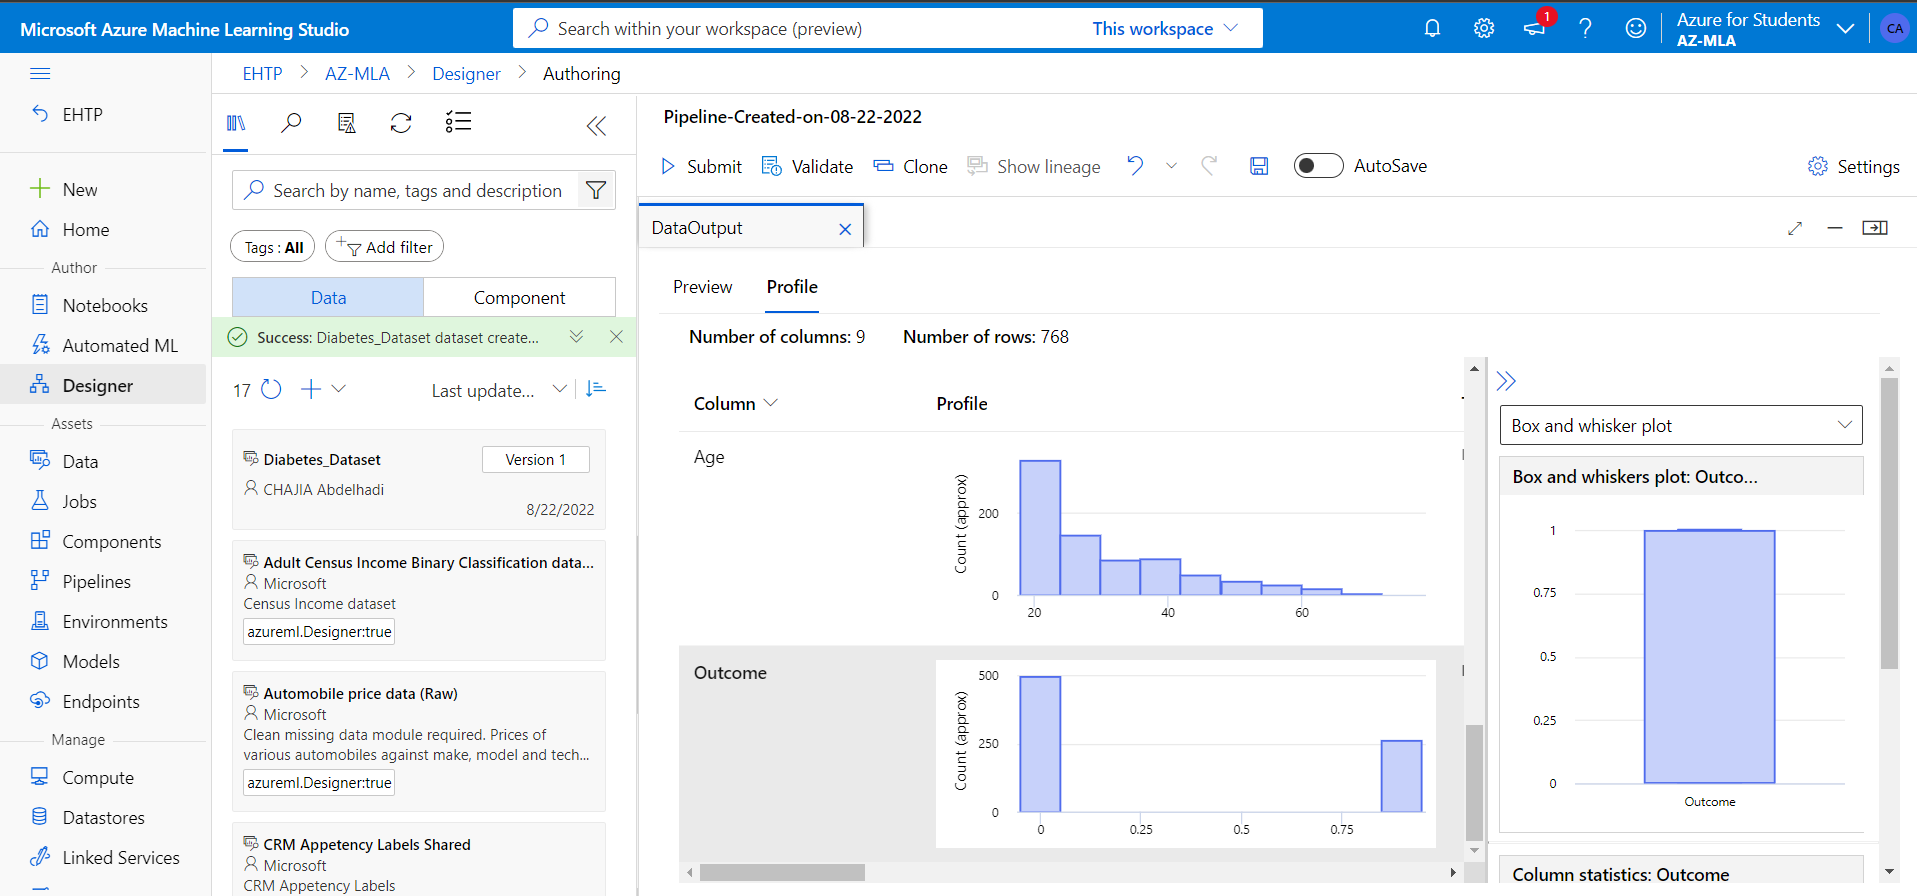 Microsoft Azure Machine Learning Studio
Search within your workspace (preview)
This workspace
1
Azure for Students
AZ-MLA
CA
EHTP
AZ-MLA
Designer
Authoring
EHTP
New
Home
Author
Notebooks
Automated ML
Designer
Assets
Data
Jobs
Components
Pipelines
Environments
Models
Endpoints
Manage
Compute
Datastores
Linked Services
Search by name, tags and description
Tags : All
Add filter
Data
Component
Success: Diabetes_Dataset dataset create...
17
Last update...
Diabetes_Dataset
Version 1
CHAJIA Abdelhadi
8/22/2022
Adult Census Income Binary Classification data...
Microsoft
Census Income dataset
azureml.Designer:true
Automobile price data (Raw)
Microsoft
Clean missing data module required. Prices of
various automobiles against make, model and tech...
azureml.Designer:true
CRM Appetency Labels Shared
Microsoft
CRM Appetency Labels
Pipeline-Created-on-08-22-2022
Submit
Validate
Clone
Show lineage
AutoSave
Settings
DataOutput
Preview
Profile
Number of columns: 9
Number of rows: 768
Column
Profile
Age
Count (approx)
200
0
20
40
60
Outcome
Count (approx)
500
250
0
0
0.25
0.5
0.75
Box and whisker plot
Box and whiskers plot: Outco...
1
0.75
0.5
0.25
0
Outcome
Column statistics: Outcome